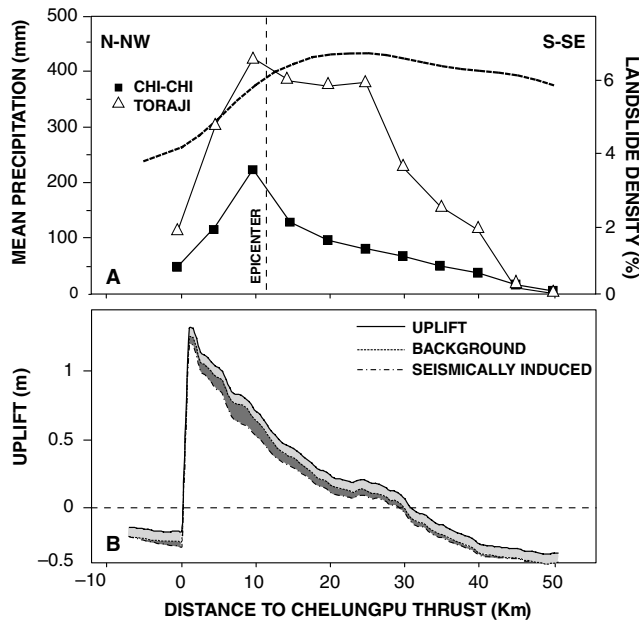 500
400
300
200
100
0
MEAN PRECIPITATION (mm)
N-NW
S-SE
CHI-CHI
TORAJI
EPICENTER
A
6
4
2
0
LANDSLIDE DENSITY (%)
1
0.5
0
–0.5
UPLIFT (m)
UPLIFT
BACKGROUND
SEISMICALLY INDUCED
B
–10
0
10
20
30
40
50
DISTANCE TO CHELUNGPU THRUST (Km)